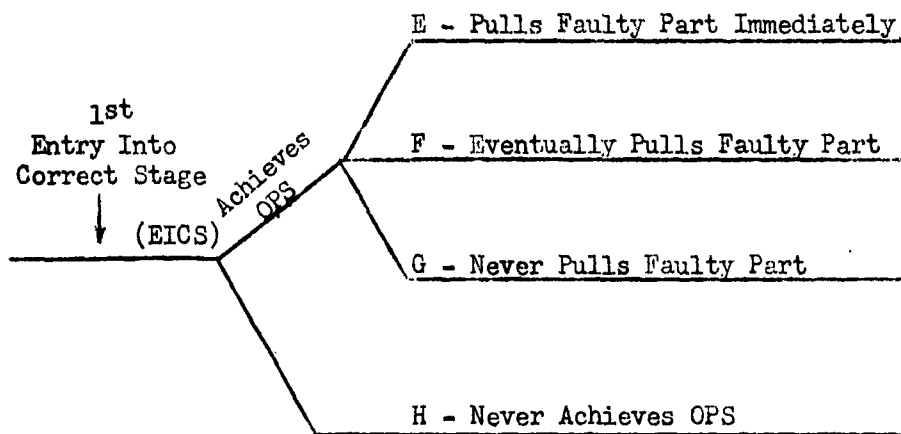 E - Pulls Faulty Part Immediately
1st
Entry Into
Correct Stage
(EICS)
Achieves
OPS
F - Eventually Pulls Faulty Part
G - Never Pulls Faulty Part
H - Never Achieves OPS